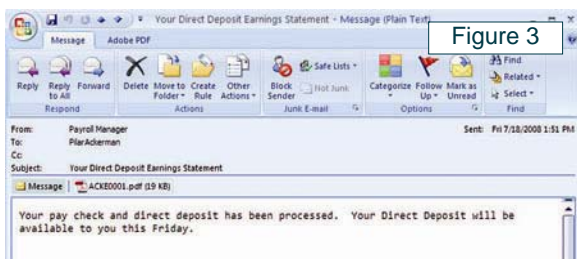 Your Direct Deposit Earnings Statement - Message (Plain Text)
Figure 3
Message Adobe PDF
Reply Reply to All Forward
Respond
Delete Move to Folder Create Rule Other Actions
Actions
Block Sender Safe Lists Not Junk
Junk E-mail
Categorize Follow Up Mark as Unread
Options
Find Related Select
Find
From: Payroll Manager Sent: Fri 7/18/2008 1:51 PM
To: PilarAckerman
Cc:
Subject: Your Direct Deposit Earnings Statement
Message ACKE0001.pdf (19 KB)
Your pay check and direct deposit has been processed. Your Direct Deposit will be
available to you this Friday.